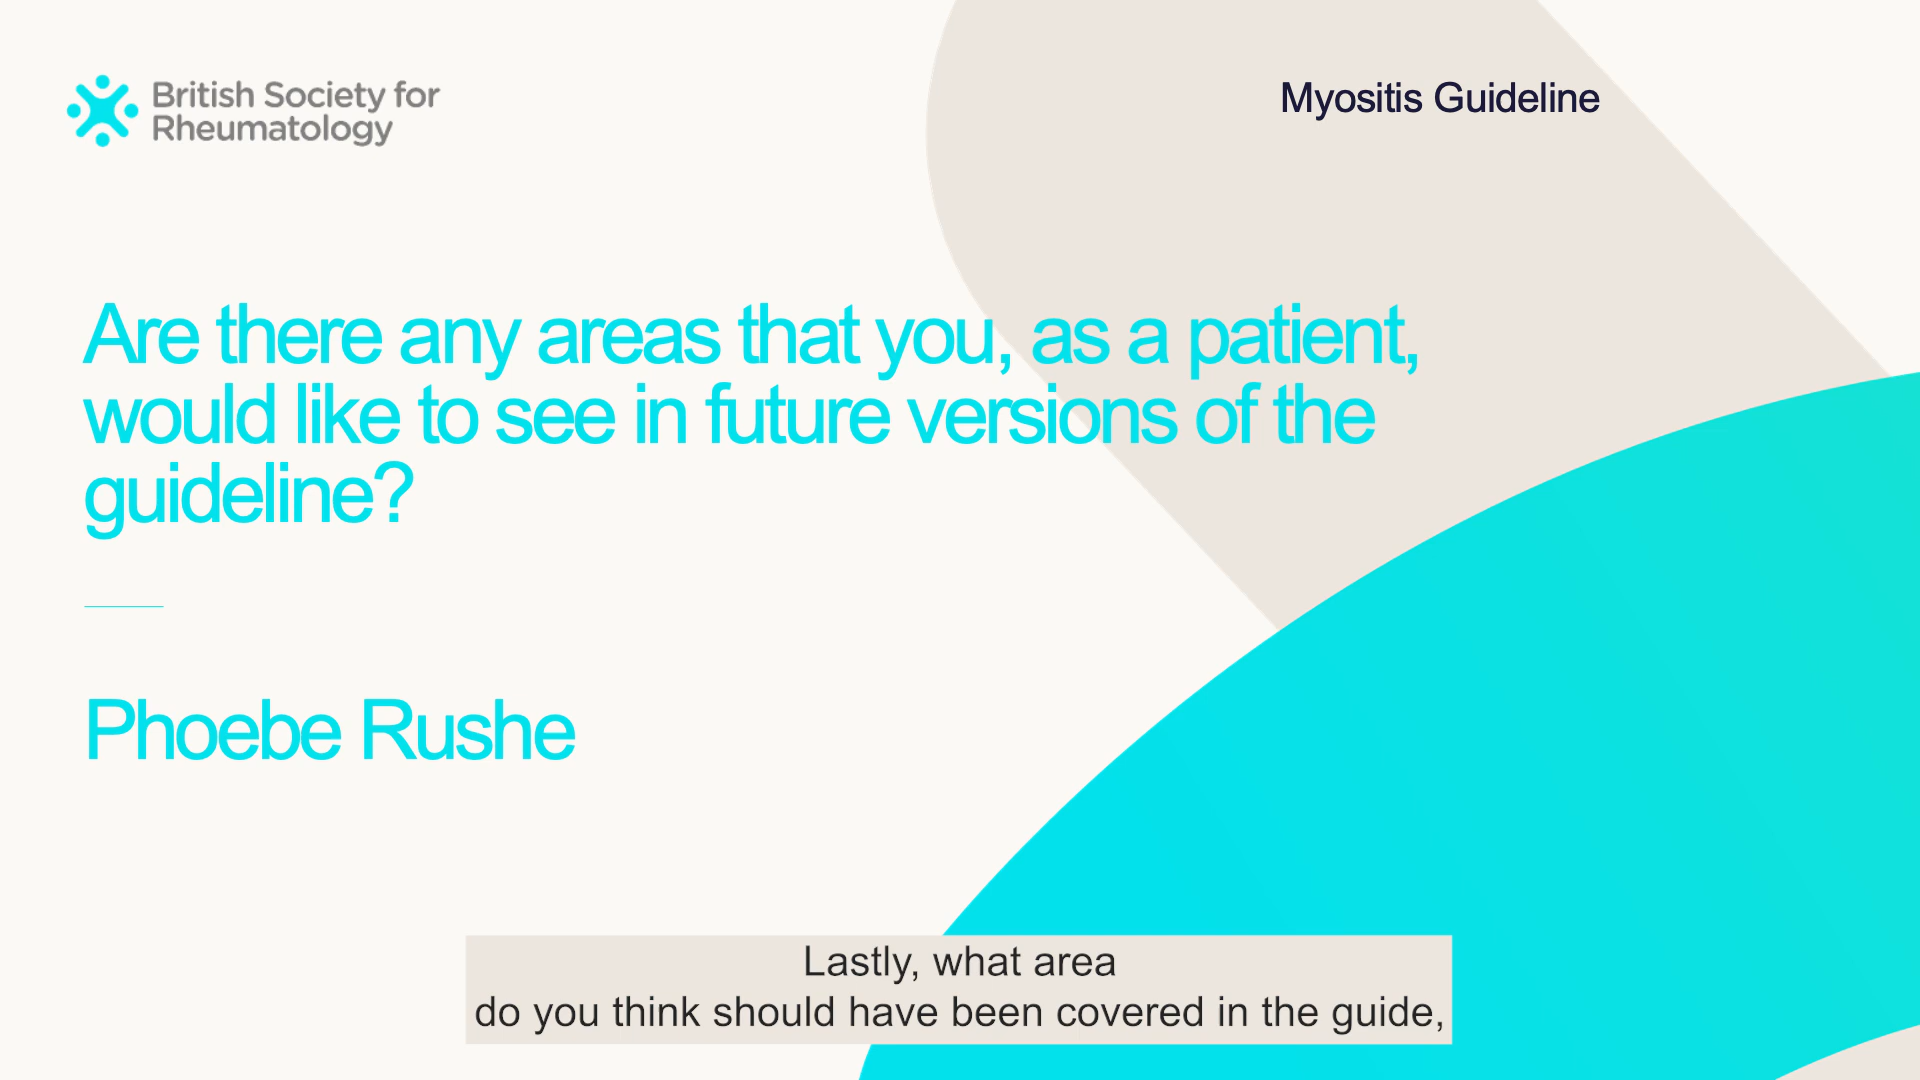 British Society for
Rheumatology
Myositis Guideline
Are there any areas that you, as a patient,
would like to see in future versions of the
guideline?
Phoebe Rushe
Lastly, what area
do you think should have been covered in the guide,